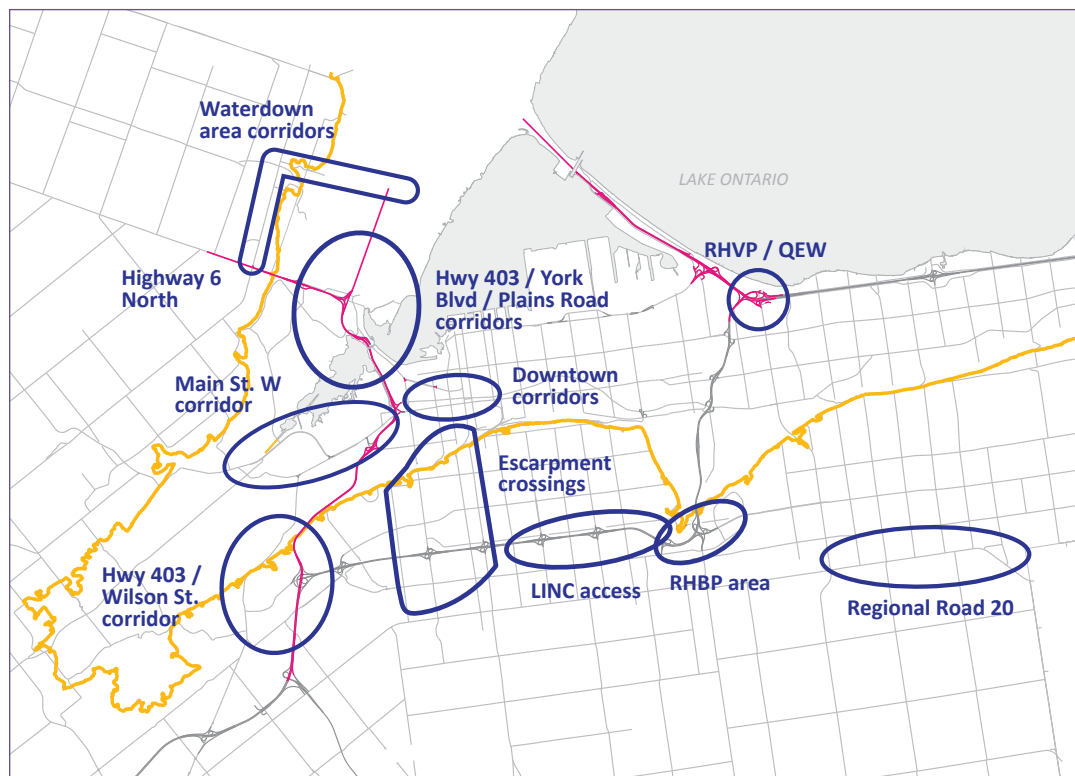 Waterdown
area corridors
LAKE ONTARIO
RHVP / QEW
Highway 6
North
Hwy 403 / York
Blvd / Plains Road
corridors
Main St. W
corridor
Downtown
corridors
Escarpment
crossings
Hwy 403 /
Wilson St.
corridor
LINC access
RHBP area
Regional Road 20